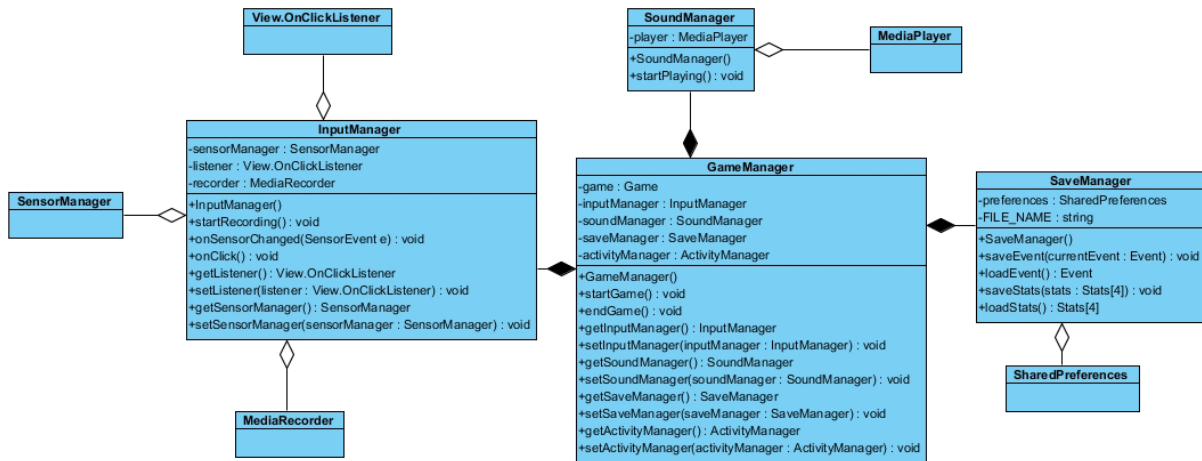 View.OnClickListener
SoundManager
-player : MediaPlayer
+SoundManager()
+startPlaying() : void
MediaPlayer
InputManager
-sensorManager : SensorManager
-listener : View.OnClickListener
-recorder : MediaRecorder
+InputManager()
+startRecording() : void
+onSensorChanged(SensorEvent e) : void
+onClick() : void
+getListener() : View.OnClickListener
+setListener(listener : View.OnClickListener) : void
+getSensorManager() : SensorManager
+setSensorManager(sensorManager : SensorManager) : void
SensorManager
MediaRecorder
GameManager
-game : Game
-inputManager : InputManager
-soundManager : SoundManager
-saveManager : SaveManager
-activityManager : ActivityManager
+GameManager()
+startGame() : void
+endGame() : void
+getInputManager() : InputManager
+setInputManager(inputManager : InputManager) : void
+getSoundManager() : SoundManager
+setSoundManager(soundManager : SoundManager) : void
+getSaveManager() : SaveManager
+setSaveManager(saveManager : SaveManager) : void
+getActivityManager() : ActivityManager
+setActivityManager(activityManager : ActivityManager) : void
SaveManager
-preferences : SharedPreferences
-FILE_NAME : string
+SaveManager()
+saveEvent(currentEvent : Event) : void
+loadEvent() : Event
+saveStats(stats : Stats[4]) : void
+loadStats() : Stats[4]
SharedPreferences